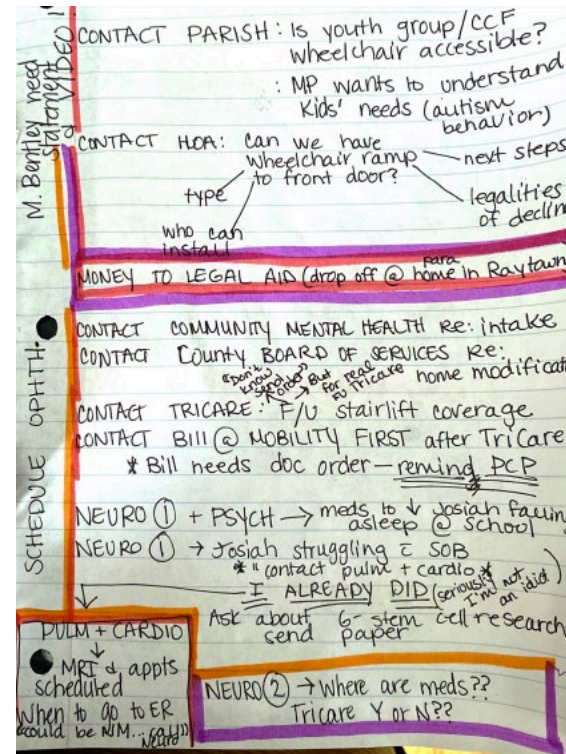 M. Bentley need
statement
VIDEO!
CONTACT PARISH: Is youth group/CCF
wheelchair accessible?
: MP wants to understand
Kids' needs (autism
behavior)
CONTACT HOA: Can we have
wheelchair ramp
to front door?
next steps
type
legalities
of declin
who can
install
para
MONEY TO LEGAL AID (drop off @ home in Raytown
SCHEDULE OPHTH.
CONTACT COMMUNITY MENTAL HEALTH Re: intake
CONTACT County BOARD OF SERVICES Re:
home modificat
"Don't
know
send
→ But
for real
FU Tricare
CONTACT TRICARE: F/U stairlift coverage
CONTACT Bill @ MOBILITY FIRST after TriCare
* Bill needs doc order — remind PCP
NEURO ① + PSYCH → meds to ↓ Josiah falling
asleep @ school
NEURO ① → Josiah struggling c̄ SOB
* "contact pulm + cardio *
I ALREADY DID (seriously
I'm not
an idiot)
Ask about G-stem cell research
send paper
PULM + CARDIO
↓
MRI & appts
scheduled
When to go to ER
could be N/M... call
Neuro
NEURO ② → Where are meds??
Tricare Y or N??